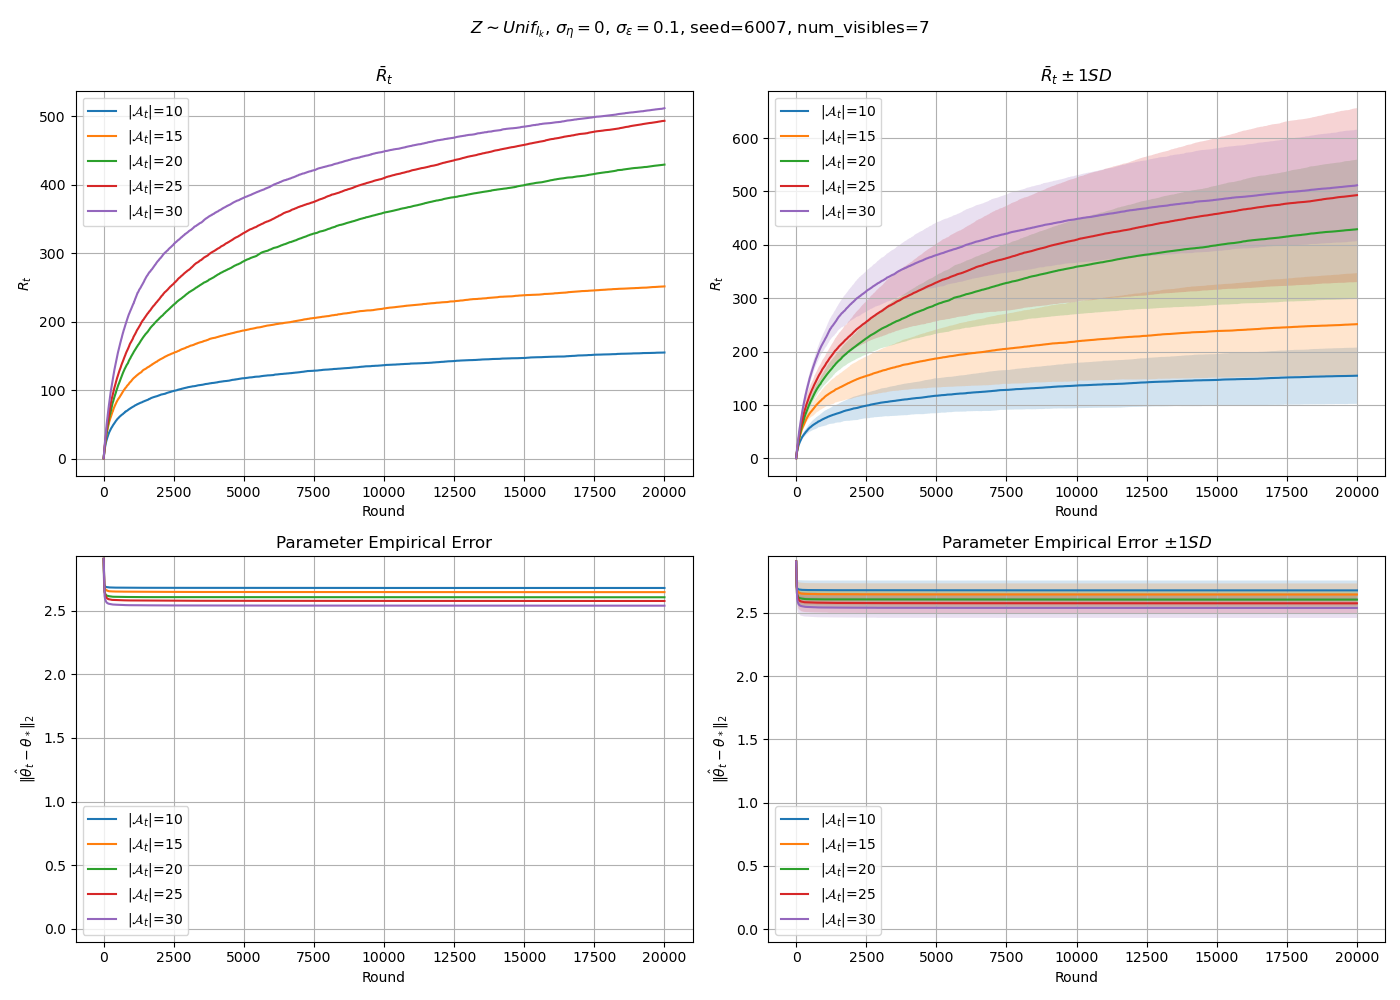 Z ∼ Unif_{I_k}, σ_η = 0, σ_ε = 0.1, seed=6007, num_visibles=7
R̄_t
R_t
500
400
300
200
100
0
|𝒜_t|=10
|𝒜_t|=15
|𝒜_t|=20
|𝒜_t|=25
|𝒜_t|=30
0 2500 5000 7500 10000 12500 15000 17500 20000
Round
R̄_t ± 1SD
R_t
600
500
400
300
200
100
0
|𝒜_t|=10
|𝒜_t|=15
|𝒜_t|=20
|𝒜_t|=25
|𝒜_t|=30
0 2500 5000 7500 10000 12500 15000 17500 20000
Round
Parameter Empirical Error
‖θ̂_t − θ_*‖_2
2.5
2.0
1.5
1.0
0.5
0.0
|𝒜_t|=10
|𝒜_t|=15
|𝒜_t|=20
|𝒜_t|=25
|𝒜_t|=30
0 2500 5000 7500 10000 12500 15000 17500 20000
Round
Parameter Empirical Error ±1SD
‖θ̂_t − θ_*‖_2
2.5
2.0
1.5
1.0
0.5
0.0
|𝒜_t|=10
|𝒜_t|=15
|𝒜_t|=20
|𝒜_t|=25
|𝒜_t|=30
0 2500 5000 7500 10000 12500 15000 17500 20000
Round